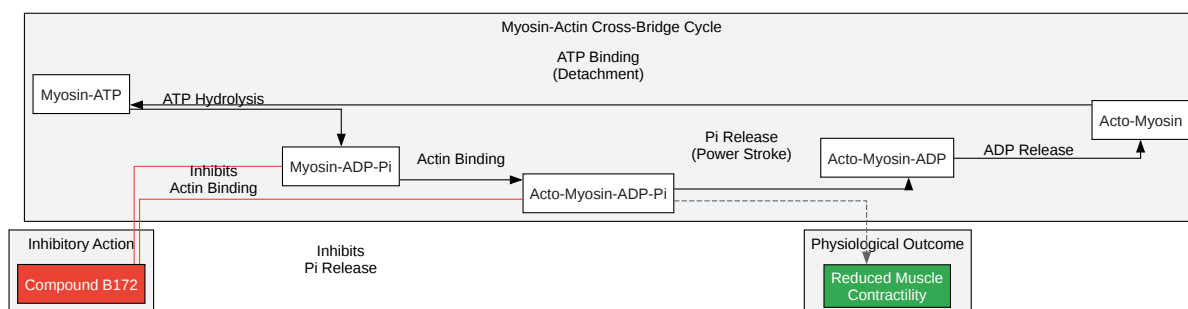 Myosin-Actin Cross-Bridge Cycle
ATP Binding
(Detachment)
Myosin-ATP
ATP Hydrolysis
Acto-Myosin
Pi Release
(Power Stroke)
Myosin-ADP-Pi
Actin Binding
Acto-Myosin-ADP
ADP Release
Inhibits
Actin Binding
Acto-Myosin-ADP-Pi
Inhibitory Action
Compound B172
Inhibits
Pi Release
Physiological Outcome
Reduced Muscle
Contractility